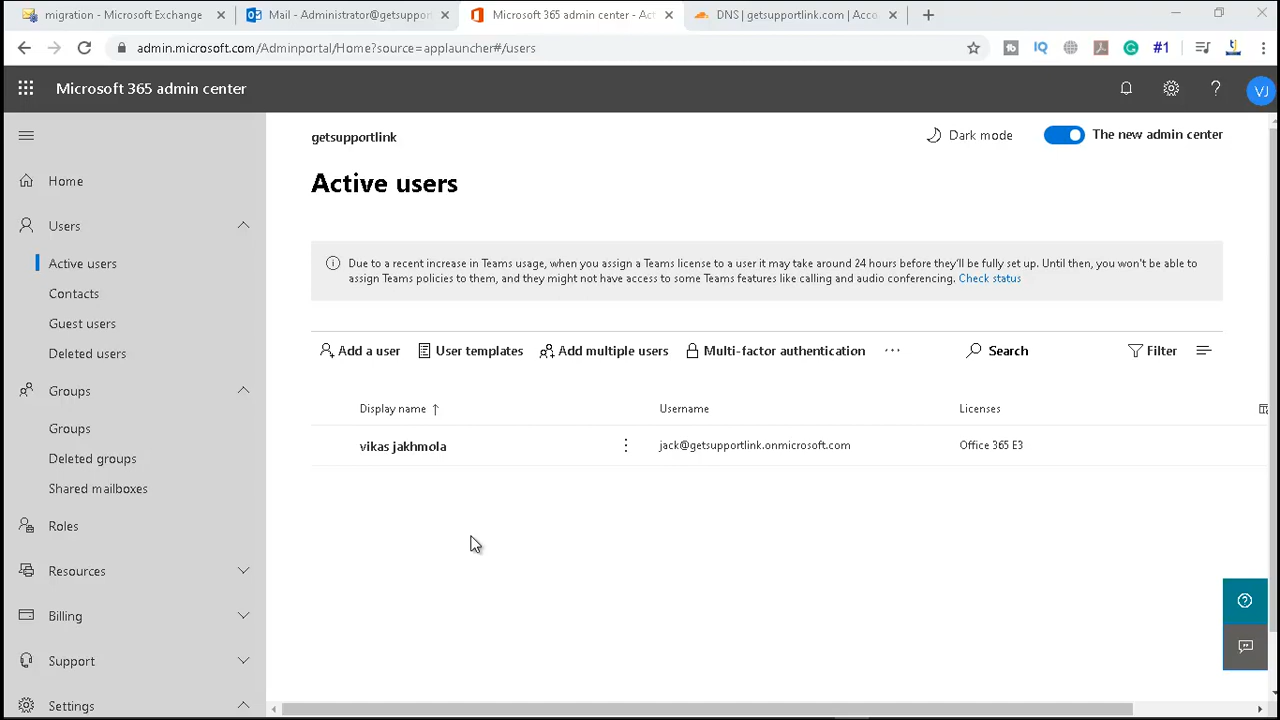 migration - Microsoft Exchange
Mail - Administrator@getsuppor
Microsoft 365 admin center - Act
DNS | getsupportlink.com | Acco
admin.microsoft.com/Adminportal/Home?source=applauncher#/users
IQ
#1
Microsoft 365 admin center
?
VJ
getsupportlink
Dark mode
The new admin center
Home
Active users
Users
Active users
Contacts
Guest users
Deleted users
Groups
Groups
Deleted groups
Shared mailboxes
Roles
Resources
Billing
Support
Settings
Due to a recent increase in Teams usage, when you assign a Teams license to a user it may take around 24 hours before they'll be fully set up. Until then, you won't be able to
assign Teams policies to them, and they might not have access to some Teams features like calling and audio conferencing. Check status
Add a user
User templates
Add multiple users
Multi-factor authentication
Search
Filter
Display name ↑
Username
Licenses
vikas jakhmola
jack@getsupportlink.onmicrosoft.com
Office 365 E3